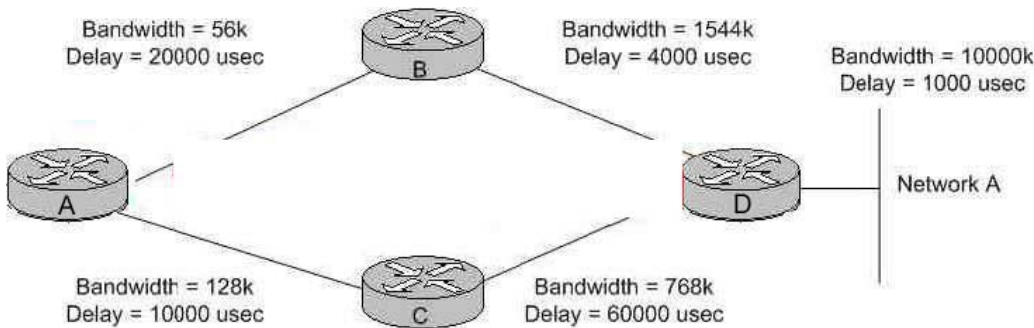 Bandwidth = 56k
Delay = 20000 usec
Bandwidth = 1544k
Delay = 4000 usec
Bandwidth = 10000k
Delay = 1000 usec
B
A
D
Network A
C
Bandwidth = 128k
Delay = 10000 usec
Bandwidth = 768k
Delay = 60000 usec